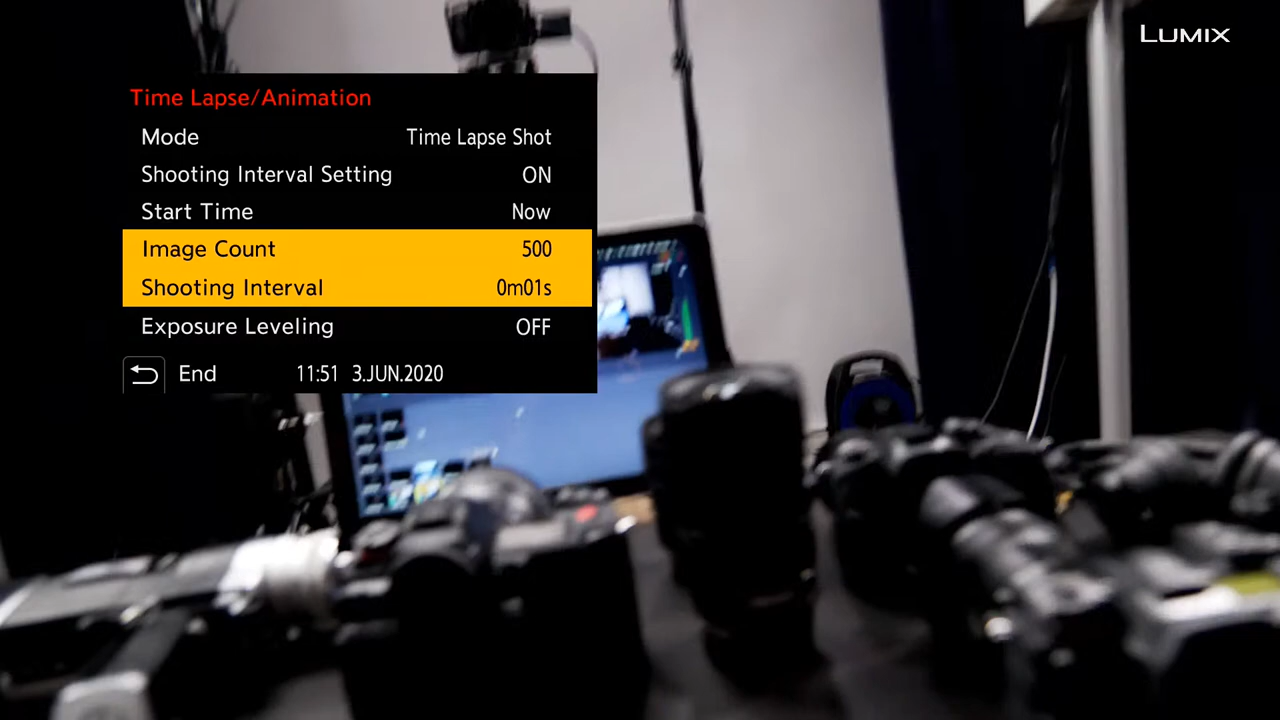 LUMIX
Time Lapse/Animation
Mode Time Lapse Shot
Shooting Interval Setting ON
Start Time Now
Image Count 500
Shooting Interval 0m01s
Exposure Leveling OFF
End 11:51 3.JUN.2020